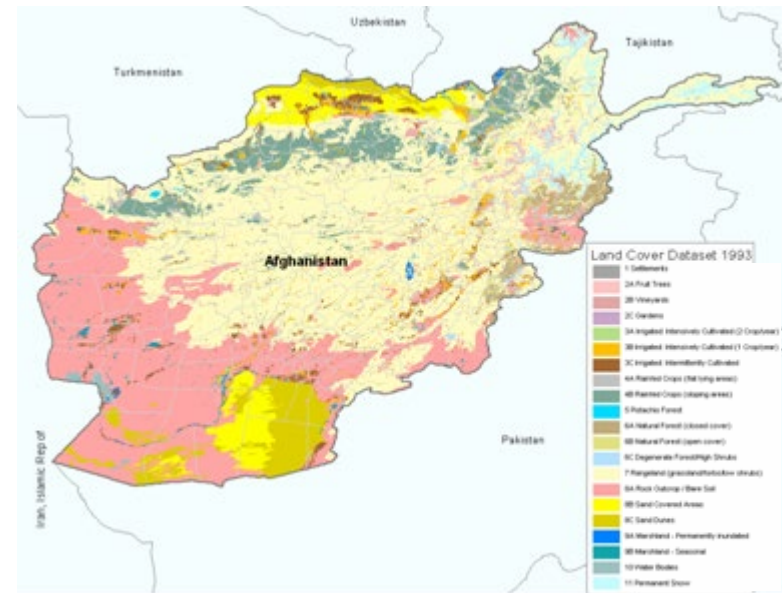 Uzbekistan
Tajikistan
Turkmenistan
Afghanistan
Iran, Islamic Rep of
Pakistan
Land Cover Dataset 1993
1 Settlements
2A Fruit Trees
2B Vineyards
2C Gardens
3A Irrigated: Intensively Cultivated (2 Crop/year)
3B Irrigated: Intensively Cultivated (1 Crop/year)
3C Irrigated: Intermittently Cultivated
4A Rainfed Crops (flat lying areas)
4B Rainfed Crops (sloping areas)
5 Pistachio Forest
6A Natural Forest (closed cover)
6B Natural Forest (open cover)
6C Degenerate Forest/High Shrubs
7 Rangeland (grassland/forbs/low shrubs)
8A Rock Outcrop / Bare Soil
8B Sand Covered Areas
8C Sand Dunes
9A Marshland - Permanently inundated
9B Marshland - Seasonal
10 Water Bodies
11 Permanent Snow